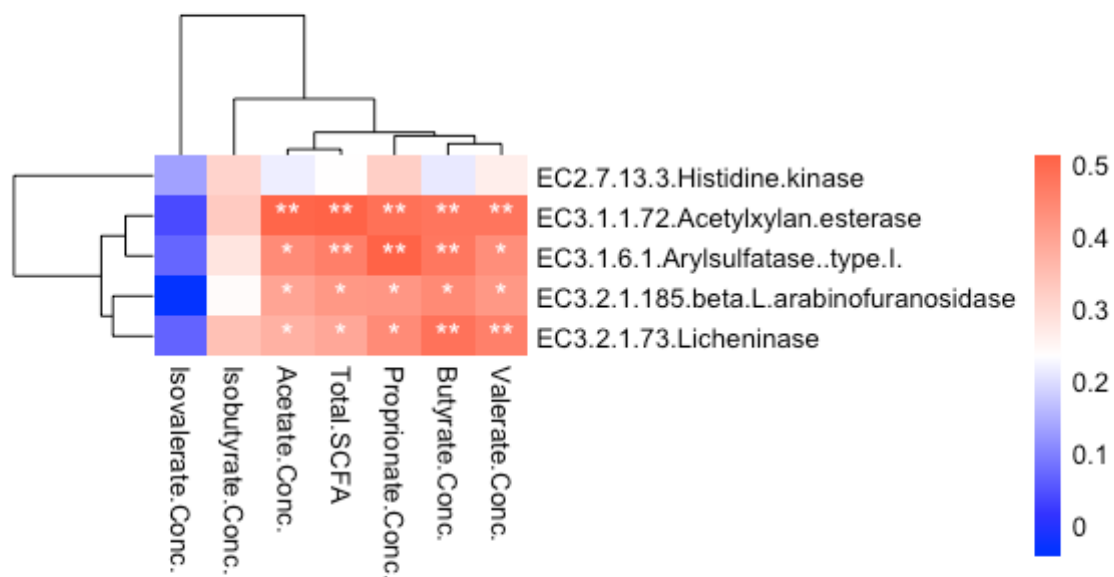 EC2.7.13.3.Histidine.kinase
** ** ** ** **
EC3.1.1.72.Acetylxylan.esterase
* ** ** ** *
EC3.1.6.1.Arylsulfatase..type.I.
* * * * *
EC3.2.1.185.beta.L.arabinofuranosidase
* * * ** **
EC3.2.1.73.Licheninase
Isovalerate.Conc.
Isobutyrate.Conc.
Acetate.Conc.
Total.SCFA
Proprionate.Conc.
Butyrate.Conc.
Valerate.Conc.
0.5
0.4
0.3
0.2
0.1
0